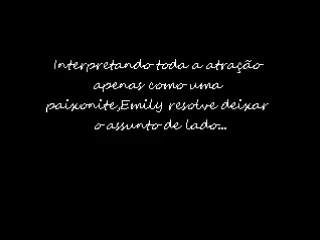 Interpretando toda a atração
apenas como uma
paixonite,Emily resolve deixar
o assunto de lado...